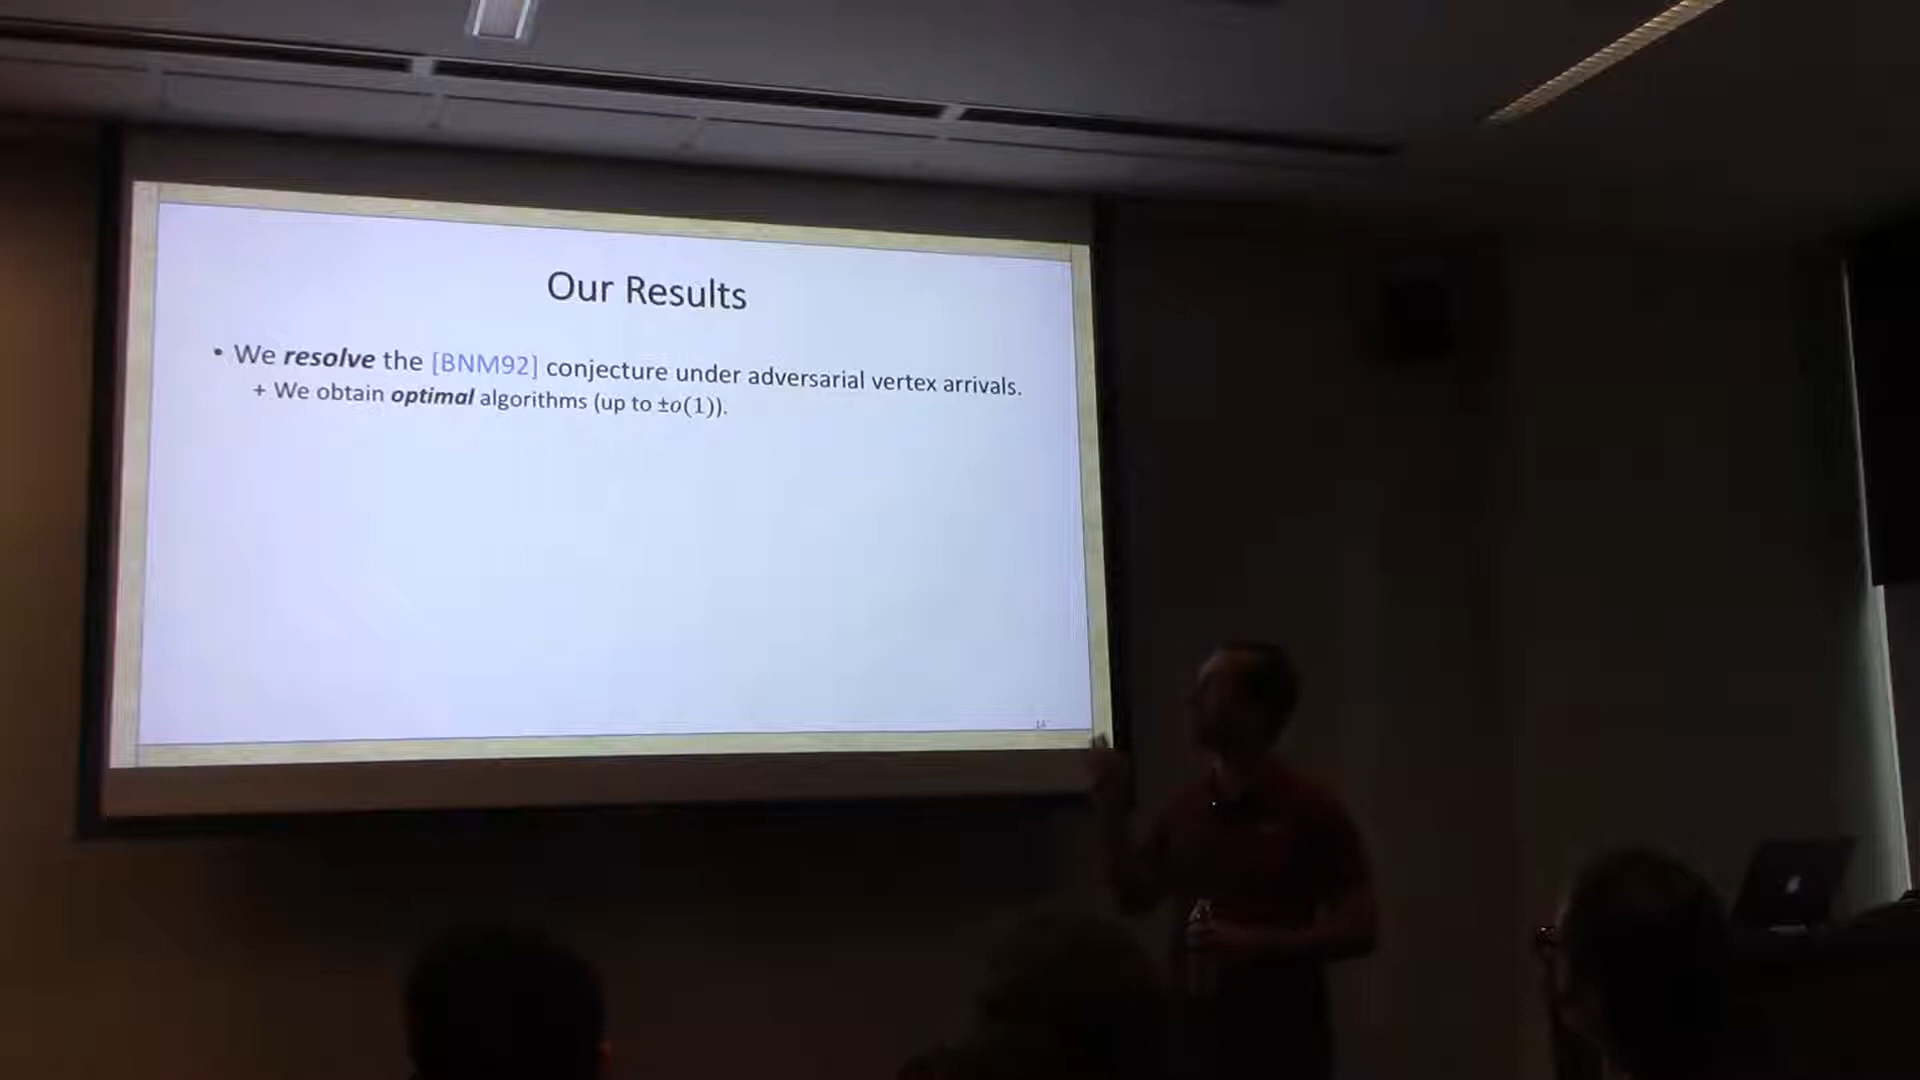 Our Results
• We resolve the [BNM92] conjecture under adversarial vertex arrivals.
+ We obtain optimal algorithms (up to ±o(1)).